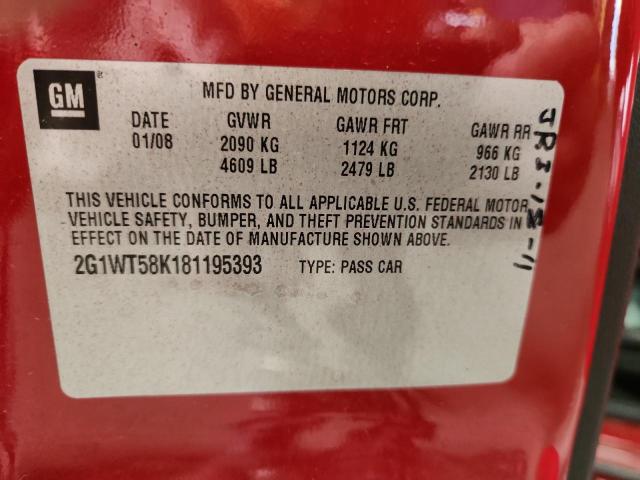 GM
MFD BY GENERAL MOTORS CORP.
DATE GVWR GAWR FRT GAWR RR
01/08 2090 KG 1124 KG 966 KG
4609 LB 2479 LB 2130 LB
THIS VEHICLE CONFORMS TO ALL APPLICABLE U.S. FEDERAL MOTOR
VEHICLE SAFETY, BUMPER, AND THEFT PREVENTION STANDARDS IN
EFFECT ON THE DATE OF MANUFACTURE SHOWN ABOVE.
2G1WT58K181195393 TYPE: PASS CAR